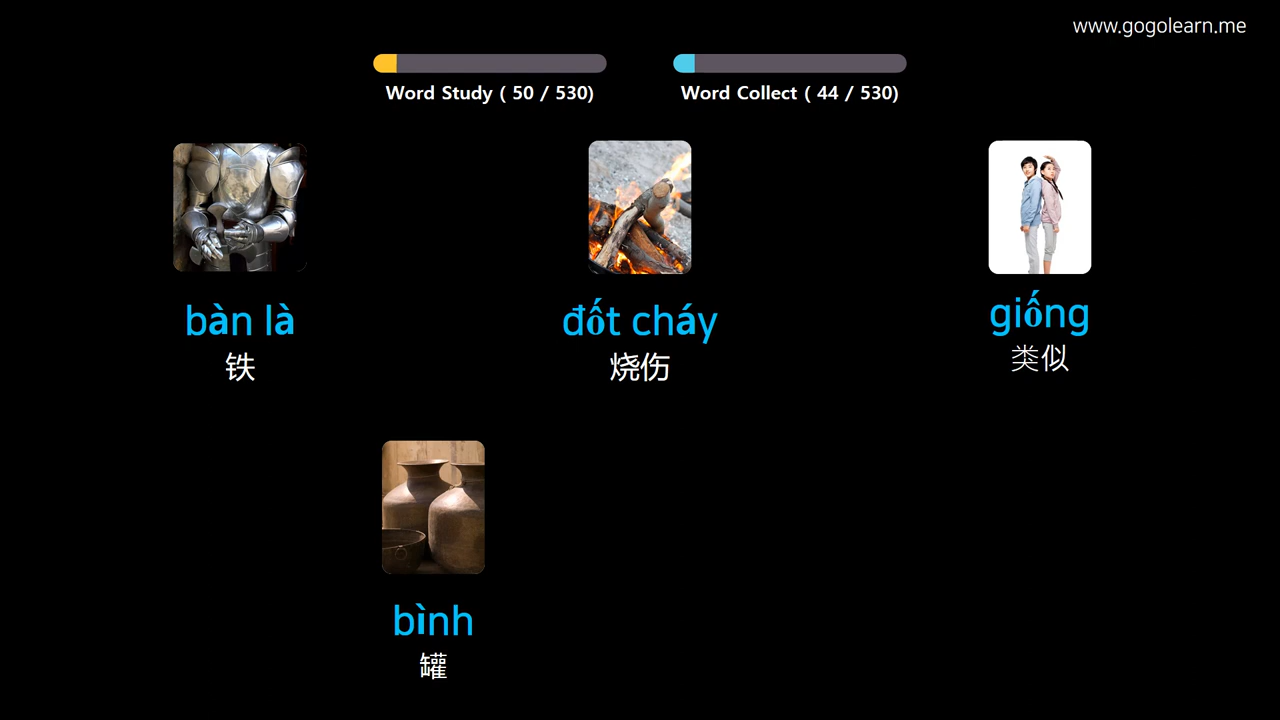 www.gogolearn.me
Word Study ( 50 / 530)
Word Collect ( 44 / 530)
bàn là
铁
đốt cháy
烧伤
giống
类似
bình
罐